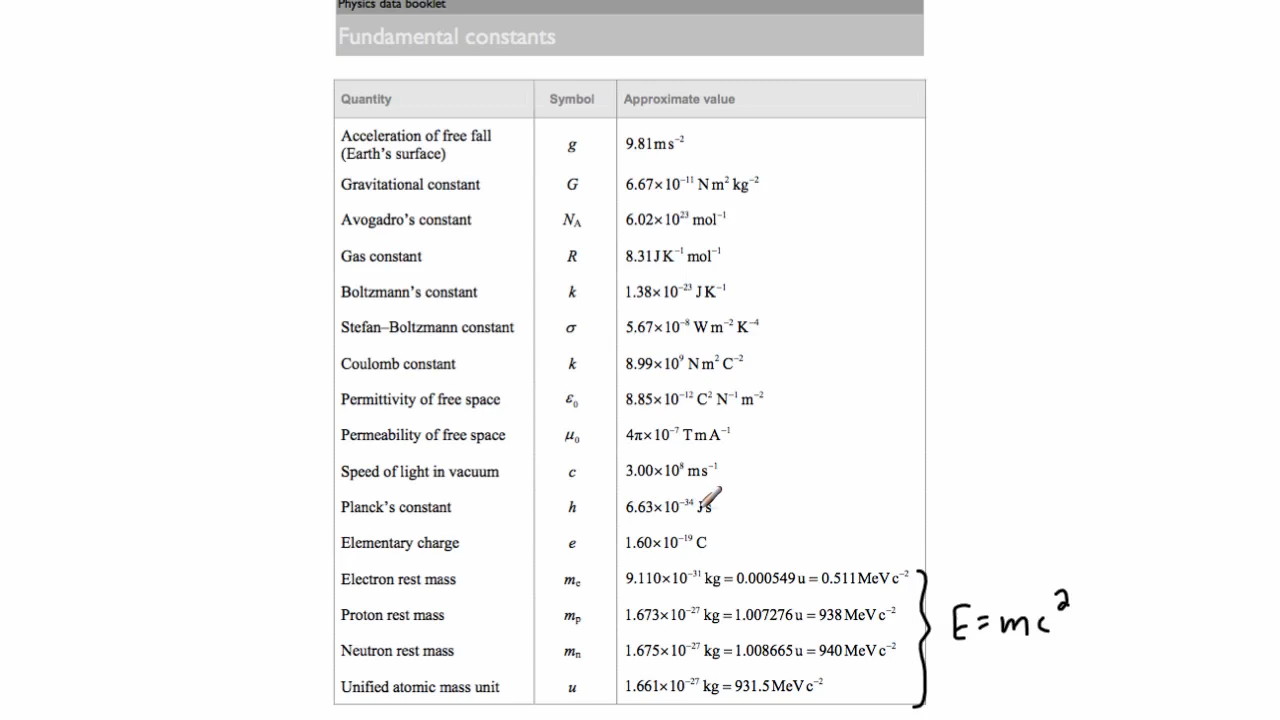 Physics data booklet
Fundamental constants
Quantity Symbol Approximate value
Acceleration of free fall
(Earth's surface) g 9.81 m s⁻²
Gravitational constant G 6.67×10⁻¹¹ N m² kg⁻²
Avogadro's constant N_A 6.02×10²³ mol⁻¹
Gas constant R 8.31 J K⁻¹ mol⁻¹
Boltzmann's constant k 1.38×10⁻²³ J K⁻¹
Stefan–Boltzmann constant σ 5.67×10⁻⁸ W m⁻² K⁻⁴
Coulomb constant k 8.99×10⁹ N m² C⁻²
Permittivity of free space ε₀ 8.85×10⁻¹² C² N⁻¹ m⁻²
Permeability of free space μ₀ 4π×10⁻⁷ T m A⁻¹
Speed of light in vacuum c 3.00×10⁸ m s⁻¹
Planck's constant h 6.63×10⁻³⁴ J s
Elementary charge e 1.60×10⁻¹⁹ C
Electron rest mass mₑ 9.110×10⁻³¹ kg = 0.000549 u = 0.511 MeV c⁻²
Proton rest mass mₚ 1.673×10⁻²⁷ kg = 1.007276 u = 938 MeV c⁻²
E = mc²
Neutron rest mass mₙ 1.675×10⁻²⁷ kg = 1.008665 u = 940 MeV c⁻²
Unified atomic mass unit u 1.661×10⁻²⁷ kg = 931.5 MeV c⁻²